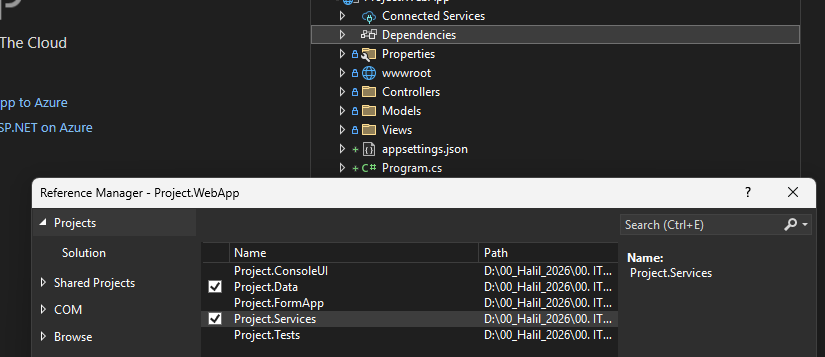 Project.WebApp
Connected Services
The Cloud
Dependencies
Properties
wwwroot
Controllers
pp to Azure
Models
SP.NET on Azure
Views
appsettings.json
C# Program.cs
Reference Manager - Project.WebApp
Projects
Search (Ctrl+E)
Solution
Name
Path
Name:
Project.ConsoleUI
D:\00_Halil_2026\00. IT...
Project.Services
Shared Projects
Project.Data
D:\00_Halil_2026\00. IT...
Project.FormApp
D:\00_Halil_2026\00. IT...
COM
Project.Services
D:\00_Halil_2026\00. IT...
Browse
Project.Tests
D:\00_Halil_2026\00. IT...